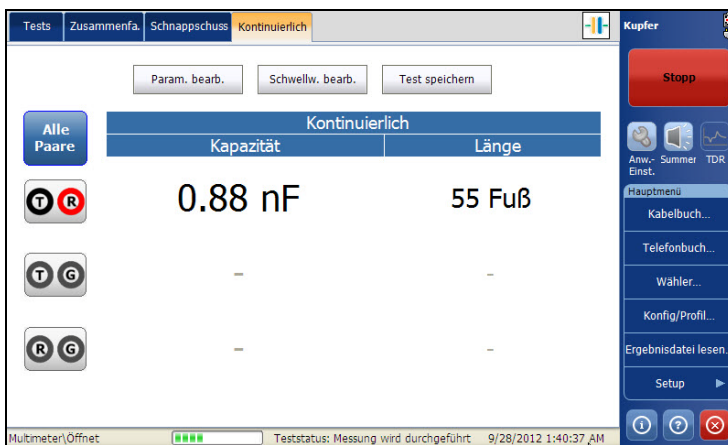 Tests Zusammenfa. Schnappschuss Kontinuierlich
Param. bearb. Schwellw. bearb. Test speichern
Alle Paare
Kontinuierlich
Kapazität Länge
T R 0.88 nF 55 Fuß
T G – –
R G – –
Multimeter\Öffnet Teststatus: Messung wird durchgeführt 9/28/2012 1:40:37 AM
Kupfer
Stopp
Anw.-Einst. Summer TDR
Hauptmenü
Kabelbuch...
Telefonbuch...
Wähler...
Konfig/Profil...
Ergebnisdatei lesen.
Setup
i ?